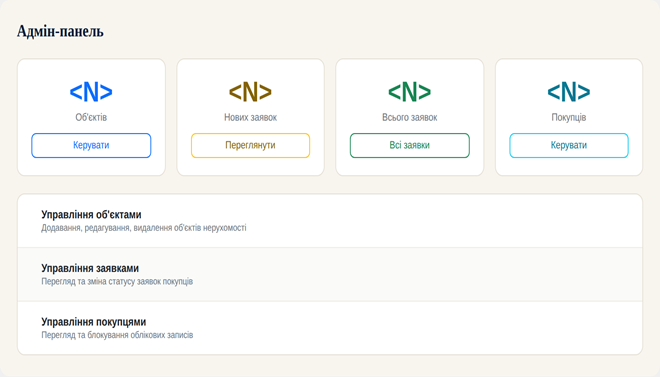 Адмін-панель
<N>
Об'єктів
Керувати
<N>
Нових заявок
Переглянути
<N>
Всього заявок
Всі заявки
<N>
Покупців
Керувати
Управління об'єктами
Додавання, редагування, видалення об'єктів нерухомості
Управління заявками
Перегляд та зміна статусу заявок покупців
Управління покупцями
Перегляд та блокування облікових записів